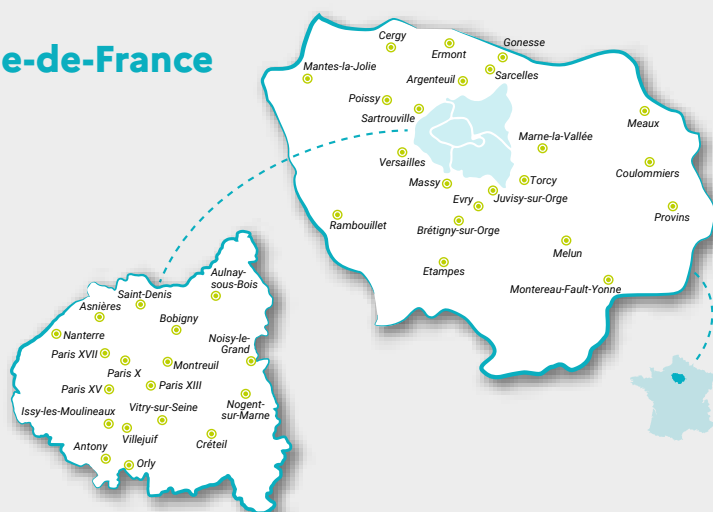 e-de-France
Cergy
Ermont
Gonesse
Mantes-la-Jolie
Argenteuil
Sarcelles
Poissy
Sartrouville
Meaux
Marne-la-Vallée
Versailles
Coulommiers
Massy
Torcy
Evry
Juvisy-sur-Orge
Rambouillet
Brétigny-sur-Orge
Provins
Melun
Etampes
Montereau-Fault-Yonne
Aulnay-
sous-Bois
Saint-Denis
Asnières
Bobigny
Nanterre
Noisy-le-
Grand
Paris XVII
Paris X
Montreuil
Paris XV
Paris XIII
Issy-les-Moulineaux
Vitry-sur-Seine
Nogent-
sur-Marne
Villejuif
Créteil
Antony
Orly